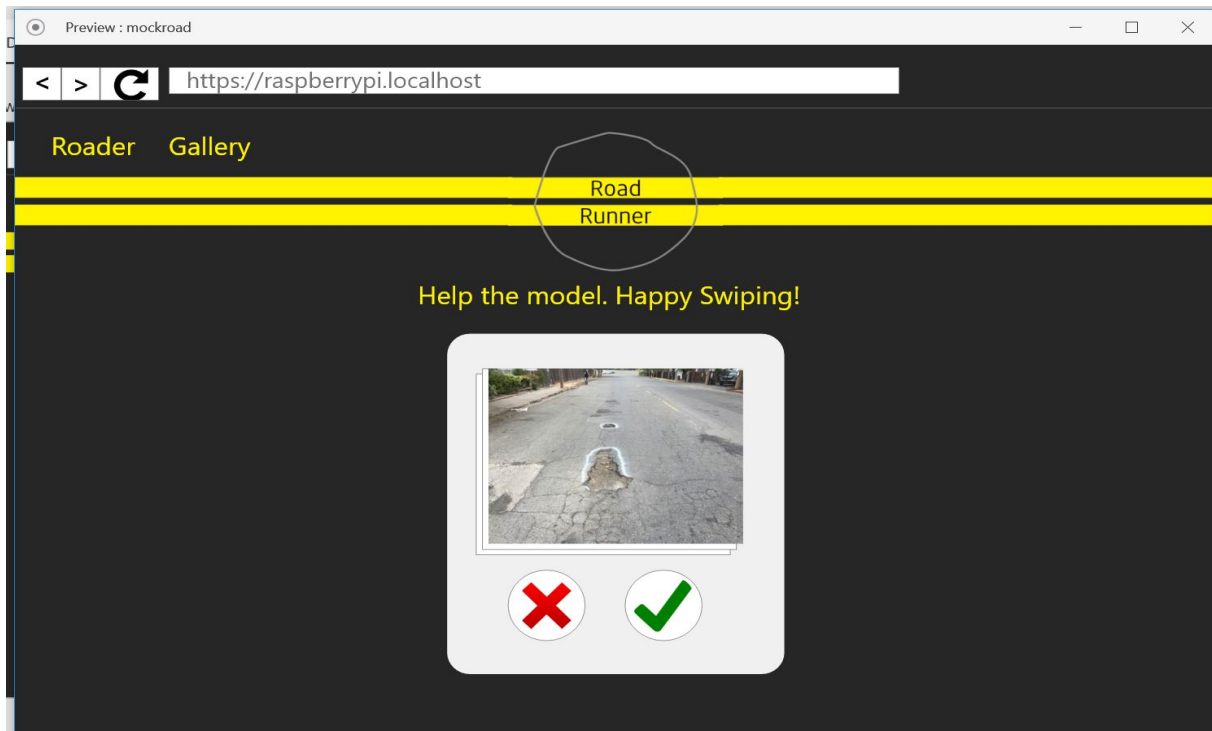 Preview : mockroad
< >
https://raspberrypi.localhost
Roader Gallery
Road
Runner
Help the model. Happy Swiping!